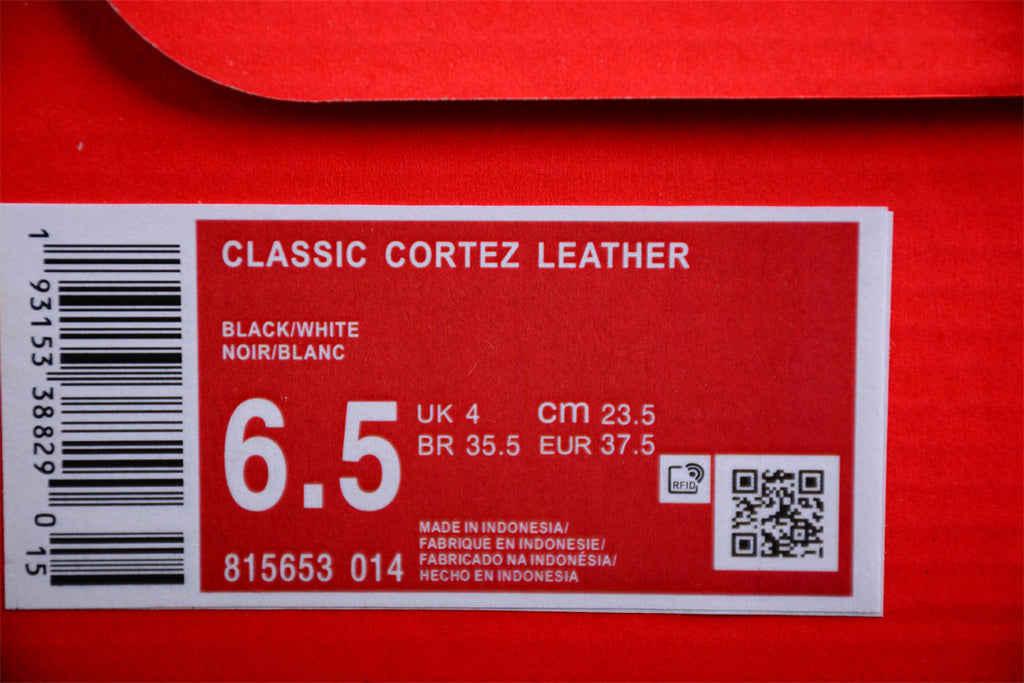 CLASSIC CORTEZ LEATHER
BLACK/WHITE
NOIR/BLANC
6.5
UK 4 cm 23.5
BR 35.5 EUR 37.5
RFID
MADE IN INDONESIA/
FABRIQUE EN INDONESIE/
FABRICADO NA INDONÉSIA/
HECHO EN INDONESIA
815653 014
1 93153 38829 0 15